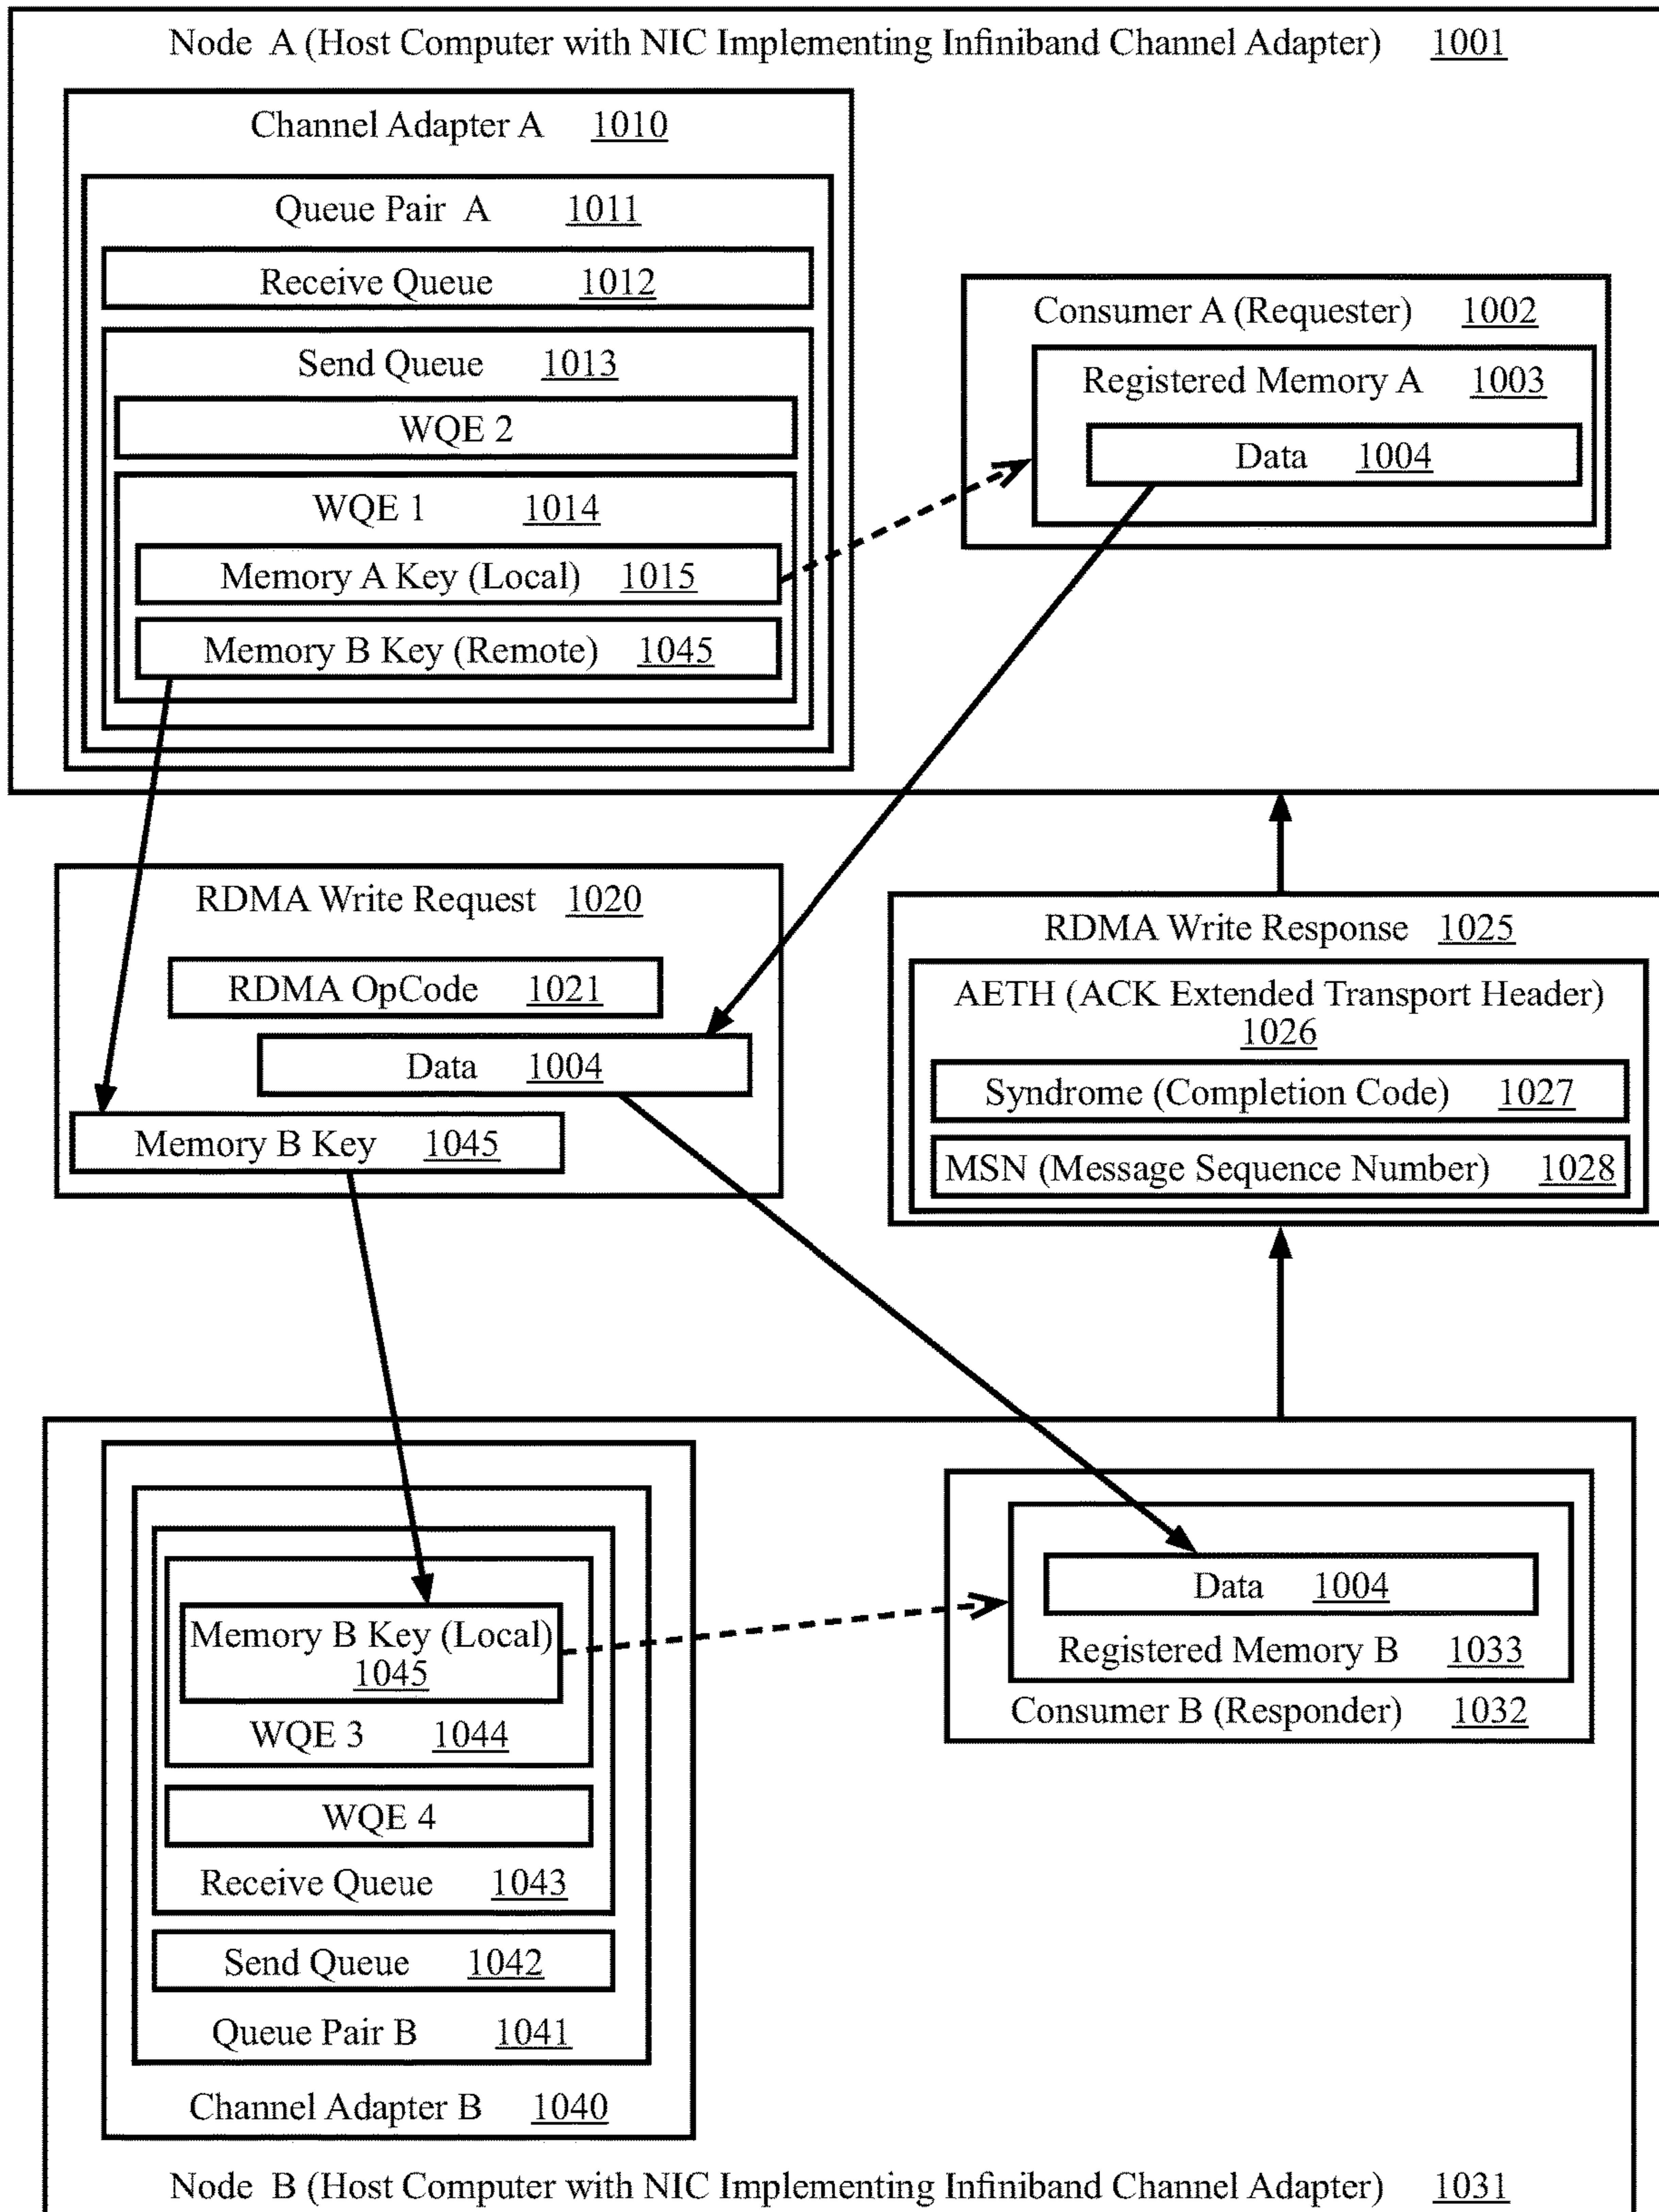 Node A (Host Computer with NIC Implementing Infiniband Channel Adapter) 1001
Channel Adapter A 1010
Queue Pair A 1011
Receive Queue 1012
Send Queue 1013
WQE 2
WQE 1 1014
Memory A Key (Local) 1015
Memory B Key (Remote) 1045
Consumer A (Requester) 1002
Registered Memory A 1003
Data 1004
RDMA Write Request 1020
RDMA OpCode 1021
Data 1004
Memory B Key 1045
RDMA Write Response 1025
AETH (ACK Extended Transport Header)
1026
Syndrome (Completion Code) 1027
MSN (Message Sequence Number) 1028
Memory B Key (Local)
1045
WQE 3 1044
WQE 4
Receive Queue 1043
Send Queue 1042
Queue Pair B 1041
Channel Adapter B 1040
Data 1004
Registered Memory B 1033
Consumer B (Responder) 1032
Node B (Host Computer with NIC Implementing Infiniband Channel Adapter) 1031